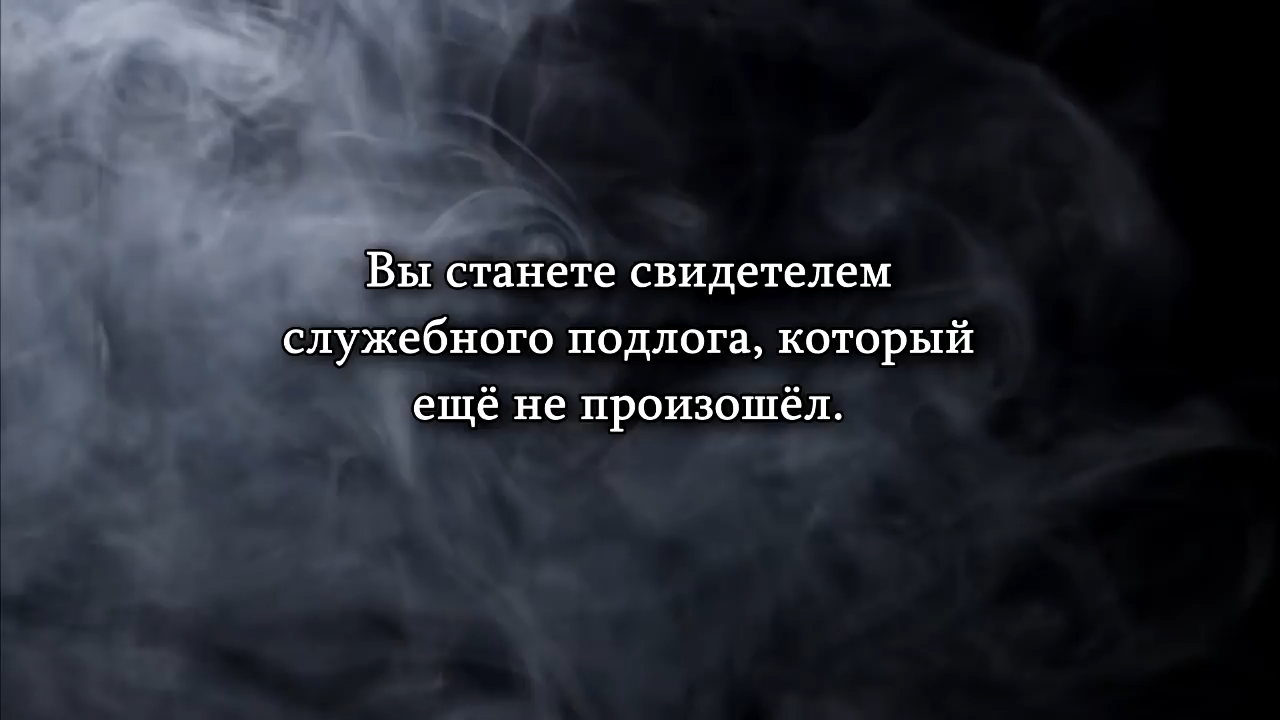 Вы станете свидетелем
служебного подлога, который
ещё не произошёл.